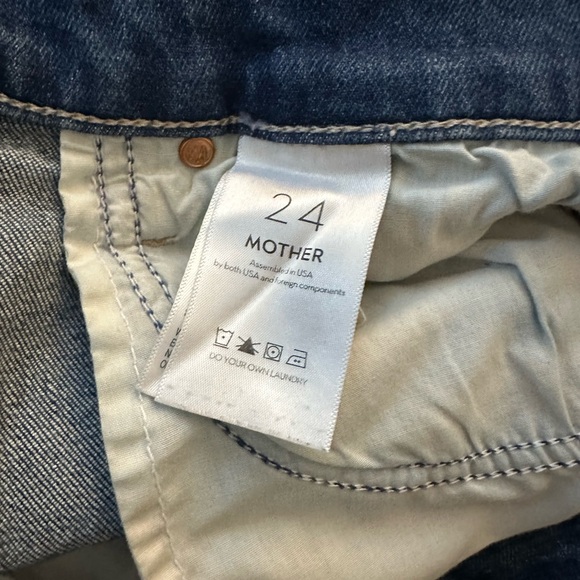 24
MOTHER
Assembled in USA
by both USA and foreign components
DO YOUR OWN LAUNDRY